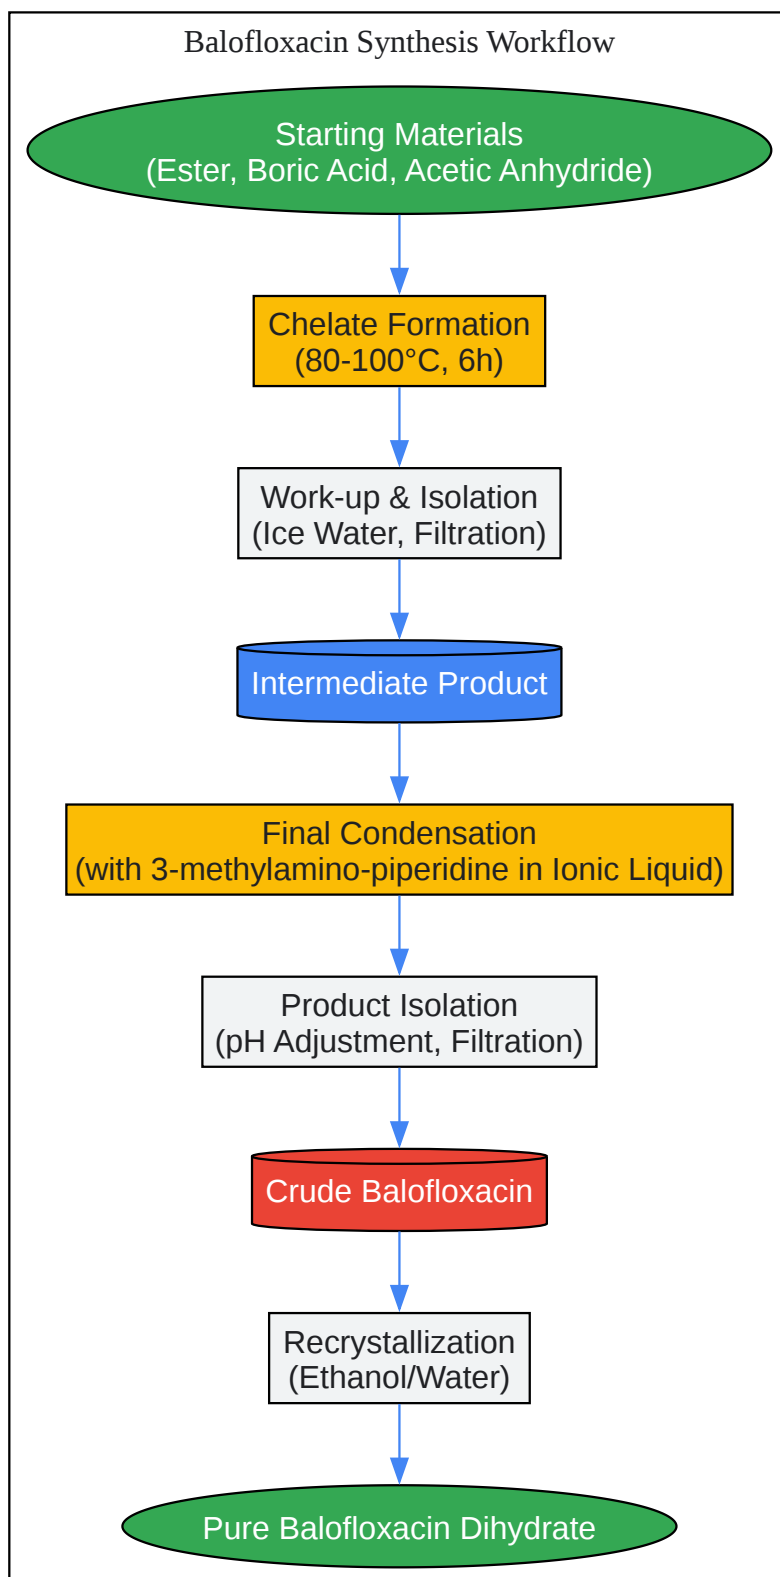 Balofloxacin Synthesis Workflow
Starting Materials
(Ester, Boric Acid, Acetic Anhydride)
Chelate Formation
(80-100°C, 6h)
Work-up & Isolation
(Ice Water, Filtration)
Intermediate Product
Final Condensation
(with 3-methylamino-piperidine in Ionic Liquid)
Product Isolation
(pH Adjustment, Filtration)
Crude Balofloxacin
Recrystallization
(Ethanol/Water)
Pure Balofloxacin Dihydrate